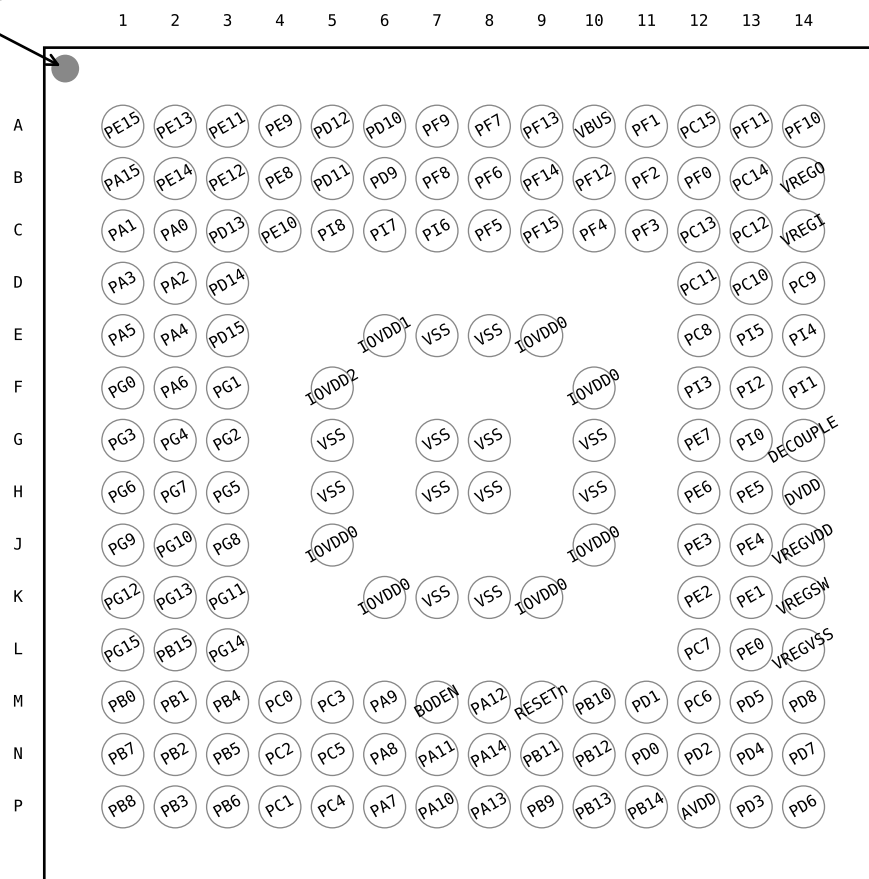 1 2 3 4 5 6 7 8 9 10 11 12 13 14
A PE15 PE13 PE11 PE9 PD12 PD10 PF9 PF7 PF13 VBUS PF1 PC15 PF11 PF10
B PA15 PE14 PE12 PE8 PD11 PD9 PF8 PF6 PF14 PF12 PF2 PF0 PC14 VREGO
C PA1 PA0 PD13 PE10 PI8 PI7 PI6 PF5 PF15 PF4 PF3 PC13 PC12 VREGI
D PA3 PA2 PD14 PC11 PC10 PC9
E PA5 PA4 PD15 IOVDD1 VSS VSS IOVDD0 PC8 PI5 PI4
F PG0 PA6 PG1 IOVDD2 IOVDD0 PI3 PI2 PI1
G PG3 PG4 PG2 VSS VSS VSS VSS PE7 PI0 DECOUPLE
H PG6 PG7 PG5 VSS VSS VSS VSS PE6 PE5 DVDD
J PG9 PG10 PG8 IOVDD0 IOVDD0 PE3 PE4 VREGVDD
K PG12 PG13 PG11 IOVDD0 VSS VSS IOVDD0 PE2 PE1 VREGSW
L PG15 PB15 PG14 PC7 PE0 VREGVSS
M PB0 PB1 PB4 PC0 PC3 PA9 BODEN PA12 RESETn PB10 PD1 PC6 PD5 PD8
N PB7 PB2 PB5 PC2 PC5 PA8 PA11 PA14 PB11 PB12 PD0 PD2 PD4 PD7
P PB8 PB3 PB6 PC1 PC4 PA7 PA10 PA13 PB9 PB13 PB14 AVDD PD3 PD6